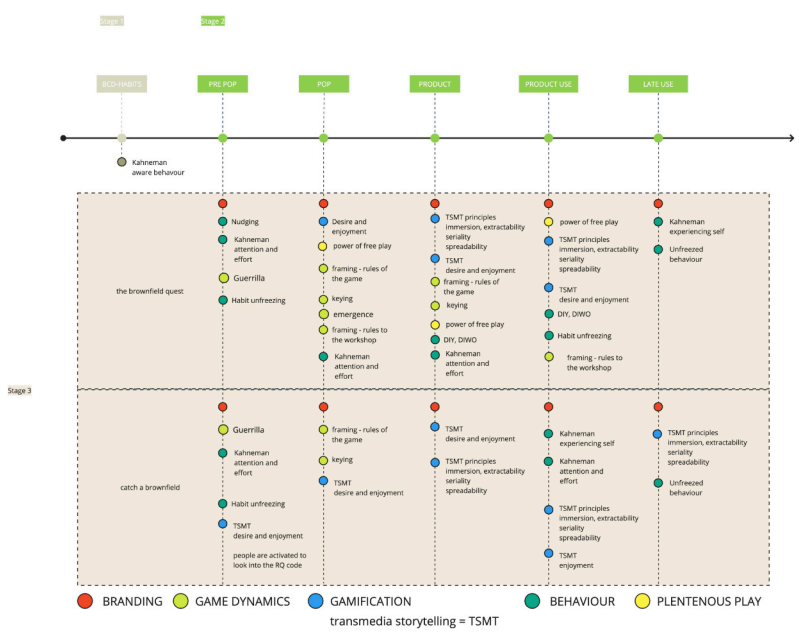 Stage 1
Stage 2
BCD-HABITS
PRE POP
POP
PRODUCT
PRODUCT USE
LATE USE
Kahneman
aware behavour
the brownfield quest
Nudging
Kahneman
attention and
effort
Guerrilla
Habit unfreezing
Desire and
enjoyment
power of free play
framing - rules of
the game
keying
emergence
framing - rules to
the workshop
Kahneman
attention and
effort
TSMT principles
immersion, extractability
seriality
spreadability
TSMT
desire and enjoyment
framing - rules of
the game
keying
power of free play
DIY, DIWO
Kahneman
attention and
effort
power of free play
TSMT principles
immersion, extractability
seriality
spreadability
TSMT
desire and enjoyment
DIY, DIWO
Habit unfreezing
framing - rules to
the workshop
Kahneman
experiencing self
Unfreezed
behaviour
Stage 3
catch a brownfield
Guerrilla
Kahneman
attention and
effort
Habit unfreezing
TSMT
desire and enjoyment
people are activated to
look into the RQ code
framing - rules of
the game
keying
TSMT
desire and enjoyment
TSMT
desire and enjoyment
TSMT principles
immersion, extractability
seriality
spreadability
Kahneman
experiencing self
Kahneman
attention and
effort
TSMT principles
immersion, extractability
seriality
spreadability
TSMT
enjoyment
TSMT principles
immersion, extractability
seriality
spreadability
Unfreezed
behaviour
BRANDING
GAME DYNAMICS
GAMIFICATION
BEHAVIOUR
PLENTENOUS PLAY
transmedia storytelling = TSMT